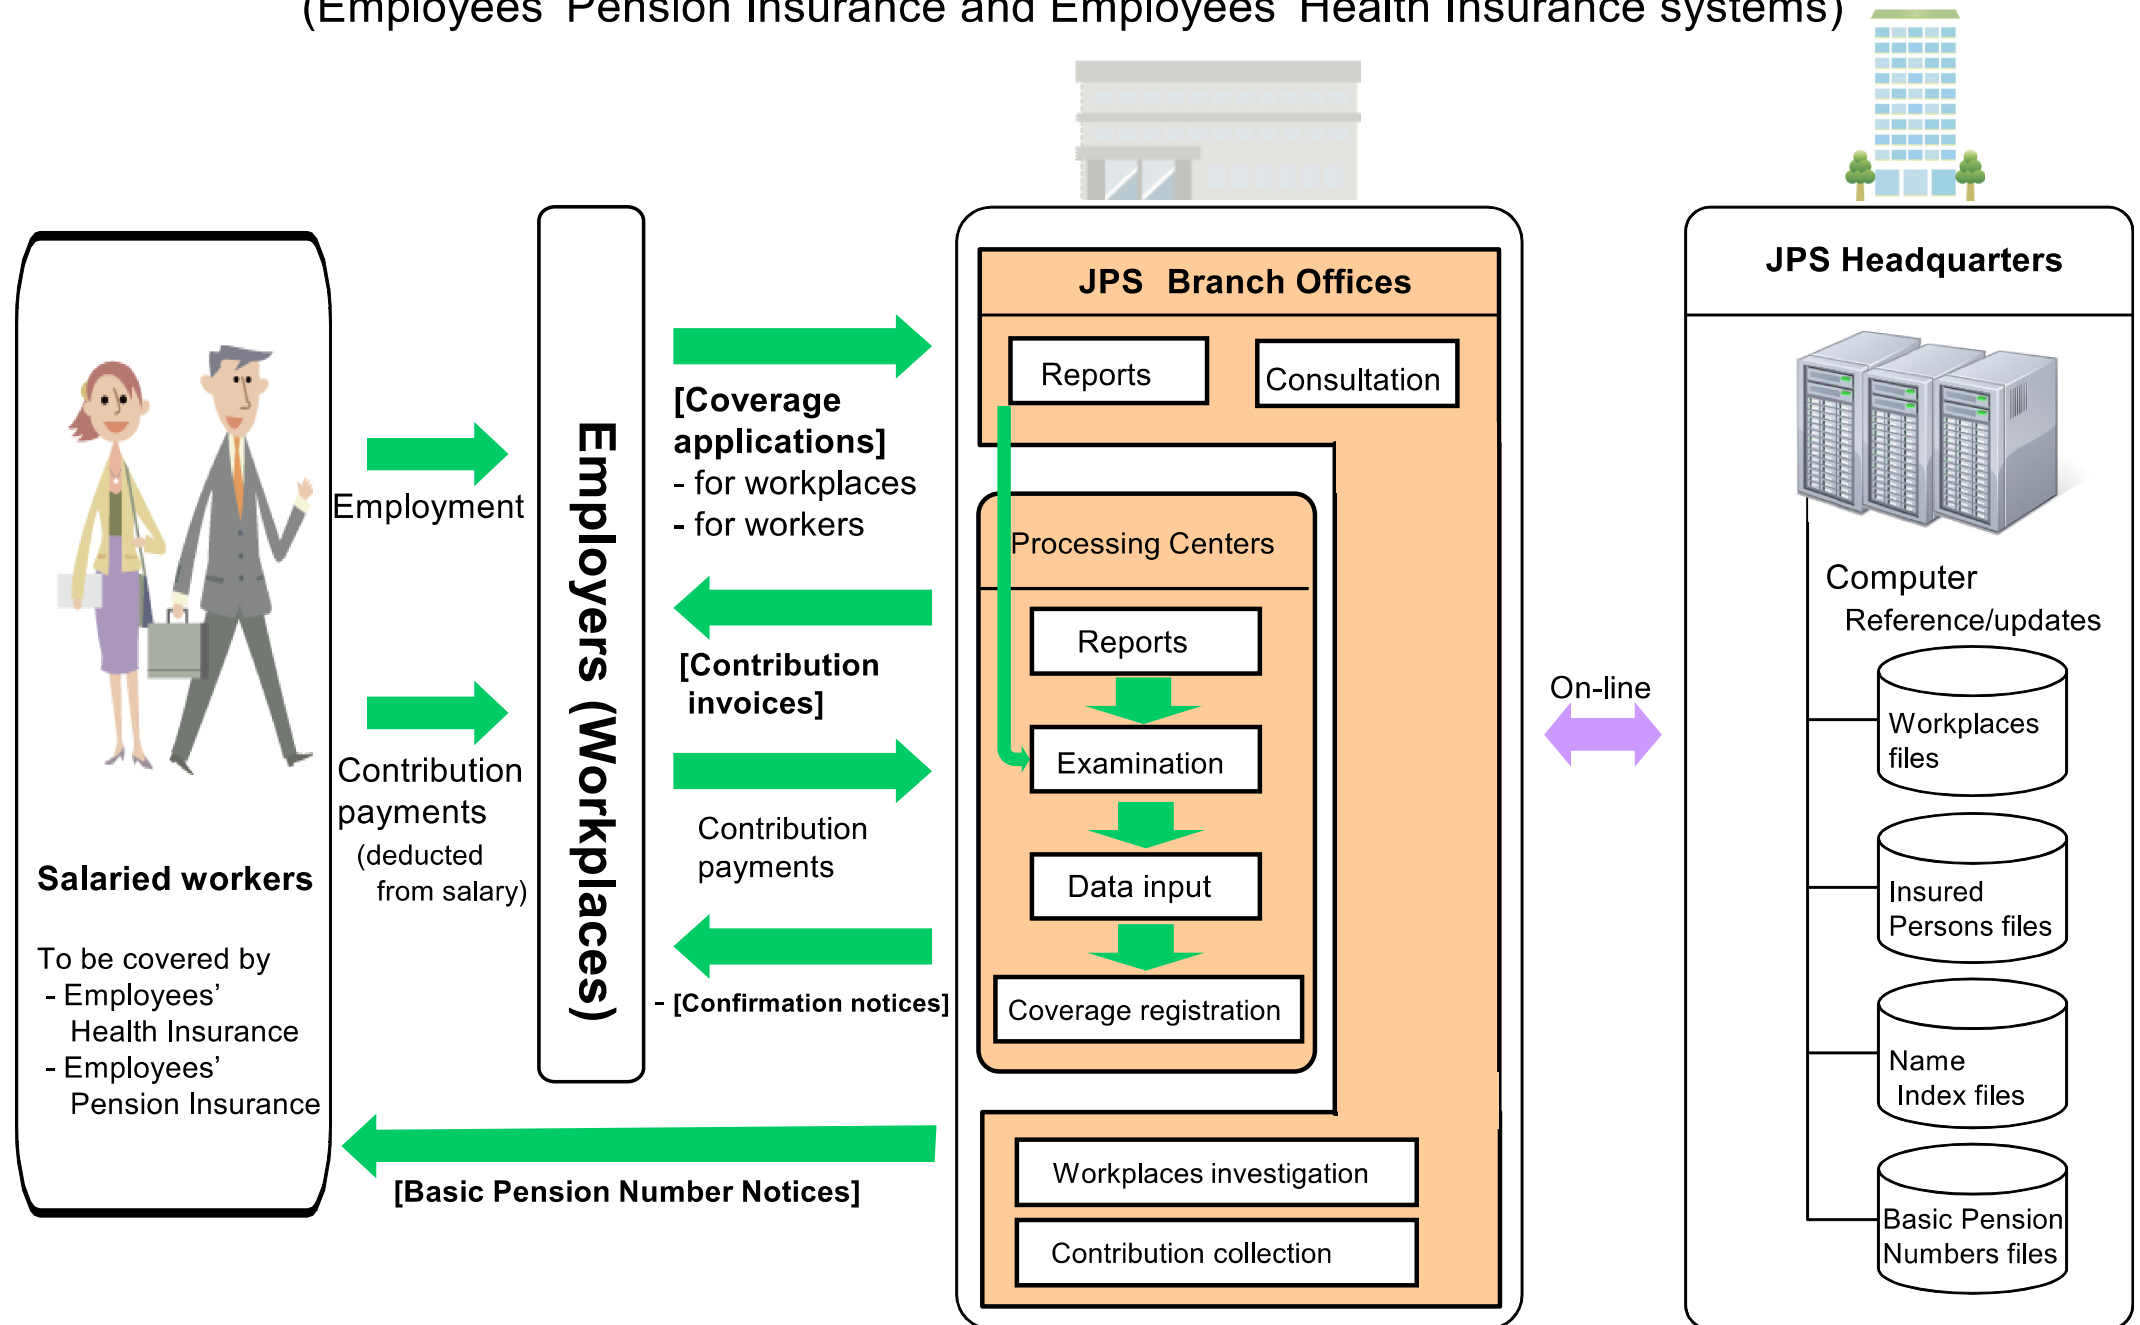 (Employees' Pension Insurance and Employees' Health Insurance systems)
Salaried workers
To be covered by
- Employees’
Health Insurance
- Employees’
Pension Insurance
Employment
Contribution
payments
(deducted
from salary)
Employers (Workplaces)
[Coverage
applications]
- for workplaces
- for workers
[Contribution
invoices]
Contribution
payments
- [Confirmation notices]
[Basic Pension Number Notices]
JPS Branch Offices
Reports
Consultation
Processing Centers
Reports
Examination
Data input
Coverage registration
Workplaces investigation
Contribution collection
On-line
JPS Headquarters
Computer
Reference/updates
Workplaces
files
Insured
Persons files
Name
Index files
Basic Pension
Numbers files